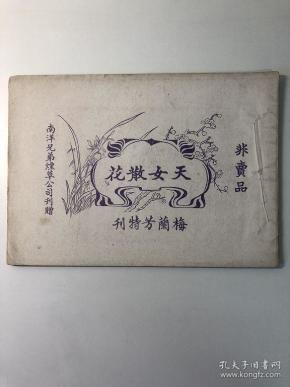 非賣品
天女散花
梅蘭芳特刊
南洋兄弟煙草公司刊贈
孔夫子旧书网